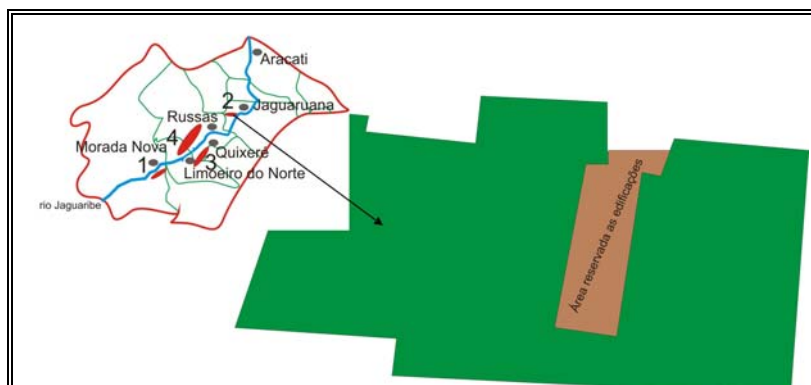 Aracati
2
Jaguaruana
Russas
4
Morada Nova
Quixeré
1
3
Limoeiro do Norte
rio Jaguaribe
Área reservada as edificações